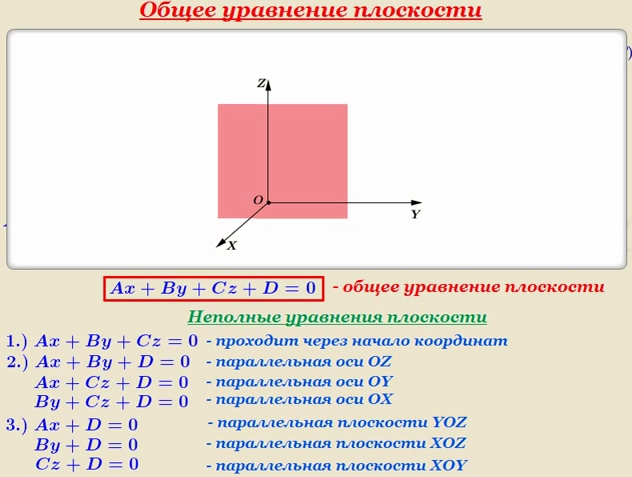 Общее уравнение плоскости
Z
O
Y
X
Ax + By + Cz + D = 0 - общее уравнение плоскости
Неполные уравнения плоскости
1.) Ax + By + Cz = 0 - проходит через начало координат
2.) Ax + By + D = 0 - параллельная оси OZ
Ax + Cz + D = 0 - параллельная оси OY
By + Cz + D = 0 - параллельная оси OX
3.) Ax + D = 0 - параллельная плоскости YOZ
By + D = 0 - параллельная плоскости XOZ
Cz + D = 0 - параллельная плоскости XOY